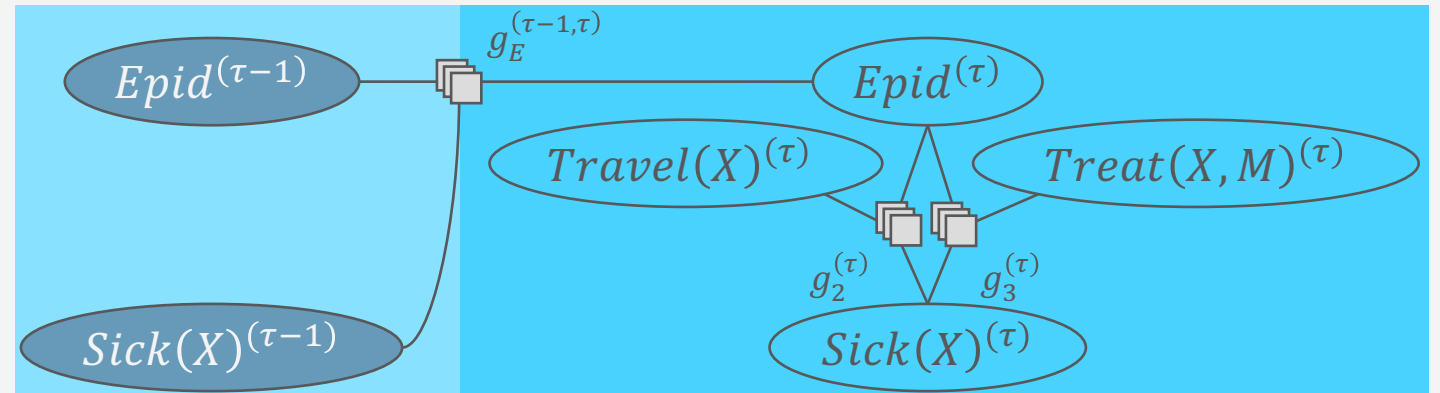 g_E^{(τ−1,τ)}
Epid^{(τ−1)}
Epid^{(τ)}
Travel(X)^{(τ)}
Treat(X, M)^{(τ)}
g_2^{(τ)}
g_3^{(τ)}
Sick(X)^{(τ−1)}
Sick(X)^{(τ)}